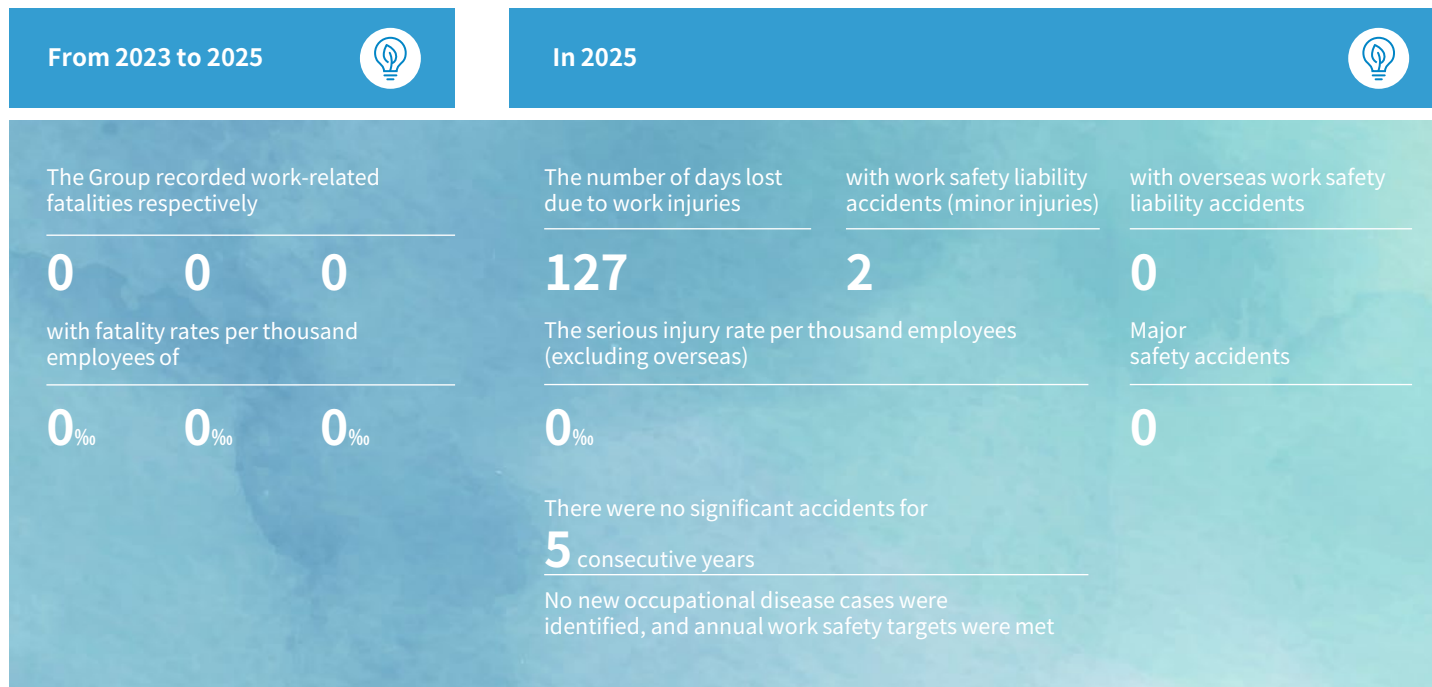 From 2023 to 2025
The Group recorded work-related
fatalities respectively
0 0 0
with fatality rates per thousand
employees of
0‰ 0‰ 0‰
In 2025
The number of days lost
due to work injuries
127
with work safety liability
accidents (minor injuries)
2
with overseas work safety
liability accidents
0
The serious injury rate per thousand employees
(excluding overseas)
0‰
Major
safety accidents
0
There were no significant accidents for
5 consecutive years
No new occupational disease cases were
identified, and annual work safety targets were met